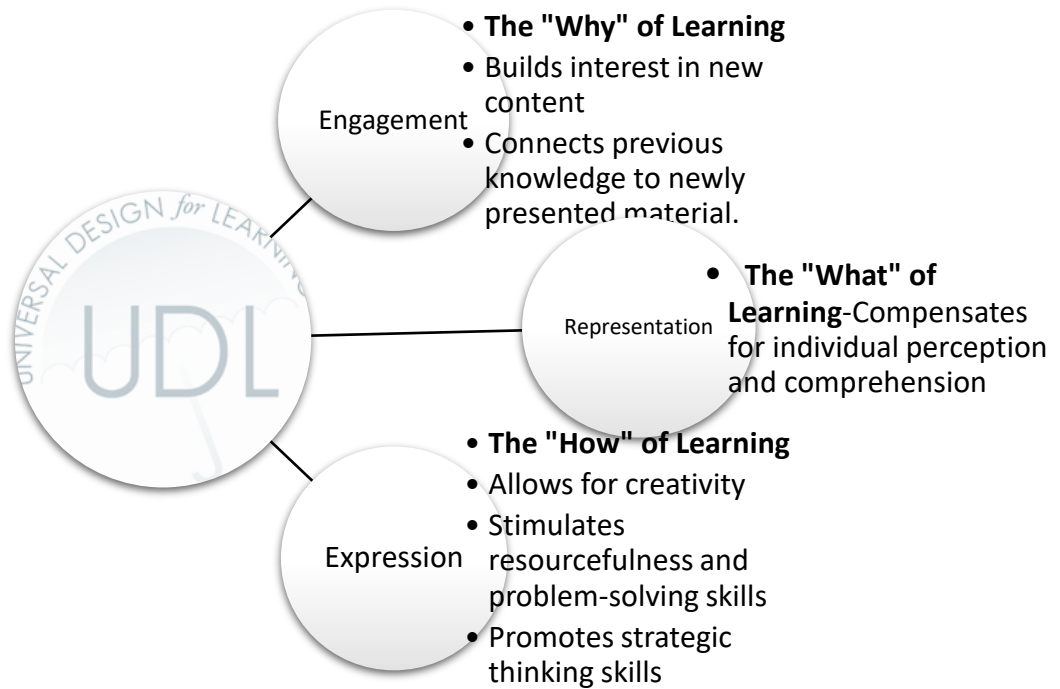 UNIVERSAL DESIGN for LEARNING
UDL
Engagement
• The "Why" of Learning
• Builds interest in new
content
• Connects previous
knowledge to newly
presented material.
Representation
• The "What" of
Learning-Compensates
for individual perception
and comprehension
Expression
• The "How" of Learning
• Allows for creativity
• Stimulates
resourcefulness and
problem-solving skills
• Promotes strategic
thinking skills